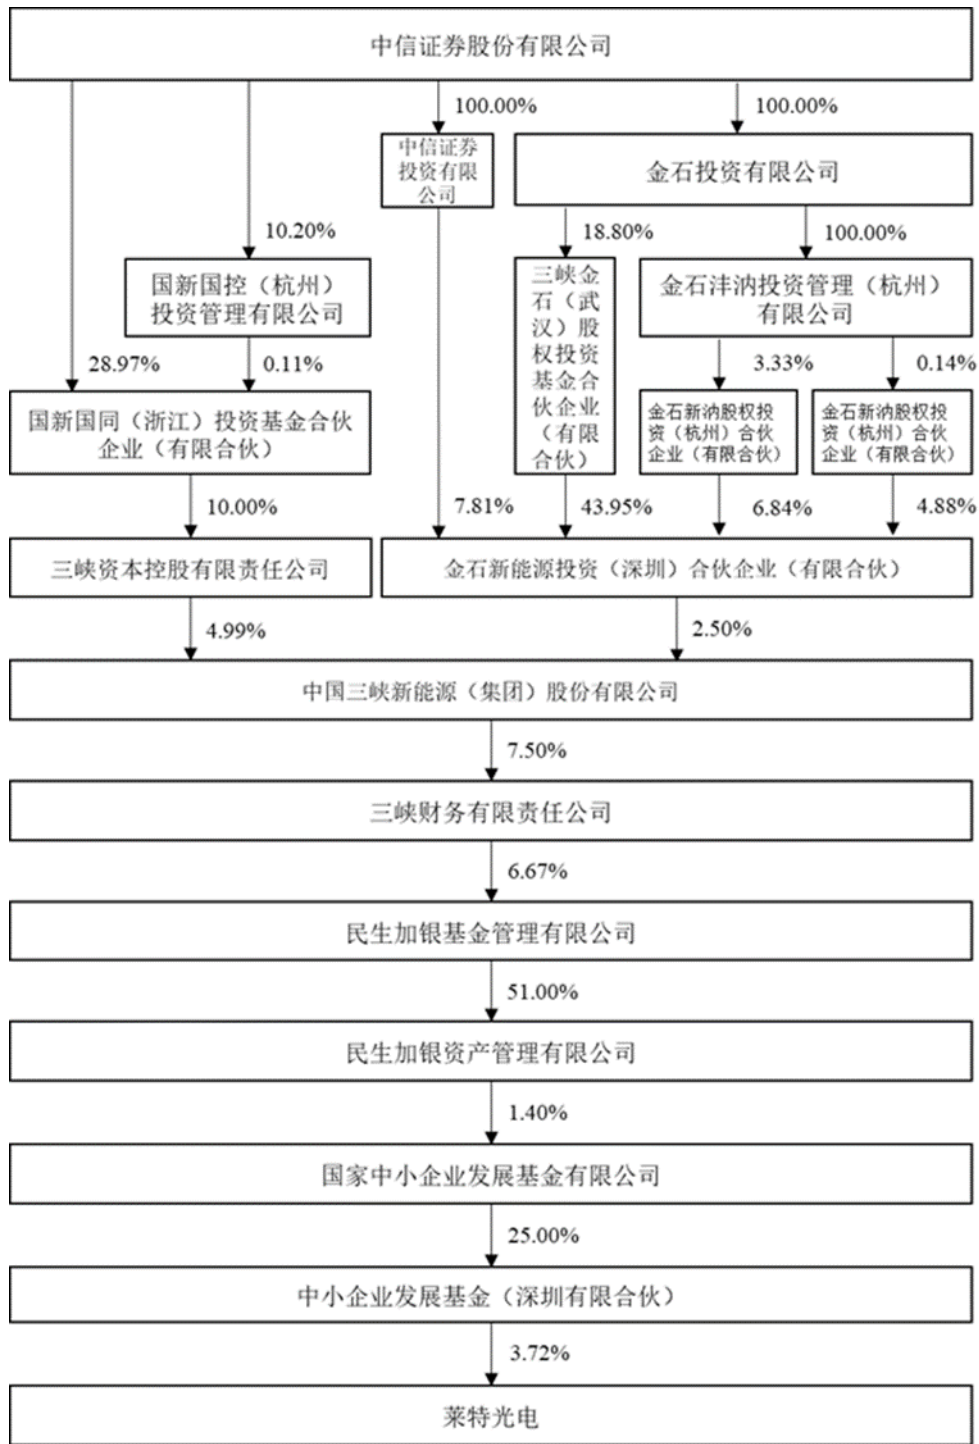 中信证券股份有限公司
100.00%
100.00%
中信证券
投资有限
公司
金石投资有限公司
10.20%
18.80%
100.00%
国新国控（杭州）
投资管理有限公司
三峡金
石（武
汉）股
权投资
基金合
伙企业
（有限
合伙）
金石沣汭投资管理（杭州）
有限公司
28.97%
0.11%
3.33%
0.14%
国新国同（浙江）投资基金合伙
企业（有限合伙）
金石新汭股权投
资（杭州）合伙
企业（有限合伙）
金石新汭股权投
资（杭州）合伙
企业（有限合伙）
10.00%
7.81%
43.95%
6.84%
4.88%
三峡资本控股有限责任公司
金石新能源投资（深圳）合伙企业（有限合伙）
4.99%
2.50%
中国三峡新能源（集团）股份有限公司
7.50%
三峡财务有限责任公司
6.67%
民生加银基金管理有限公司
51.00%
民生加银资产管理有限公司
1.40%
国家中小企业发展基金有限公司
25.00%
中小企业发展基金（深圳有限合伙）
3.72%
莱特光电